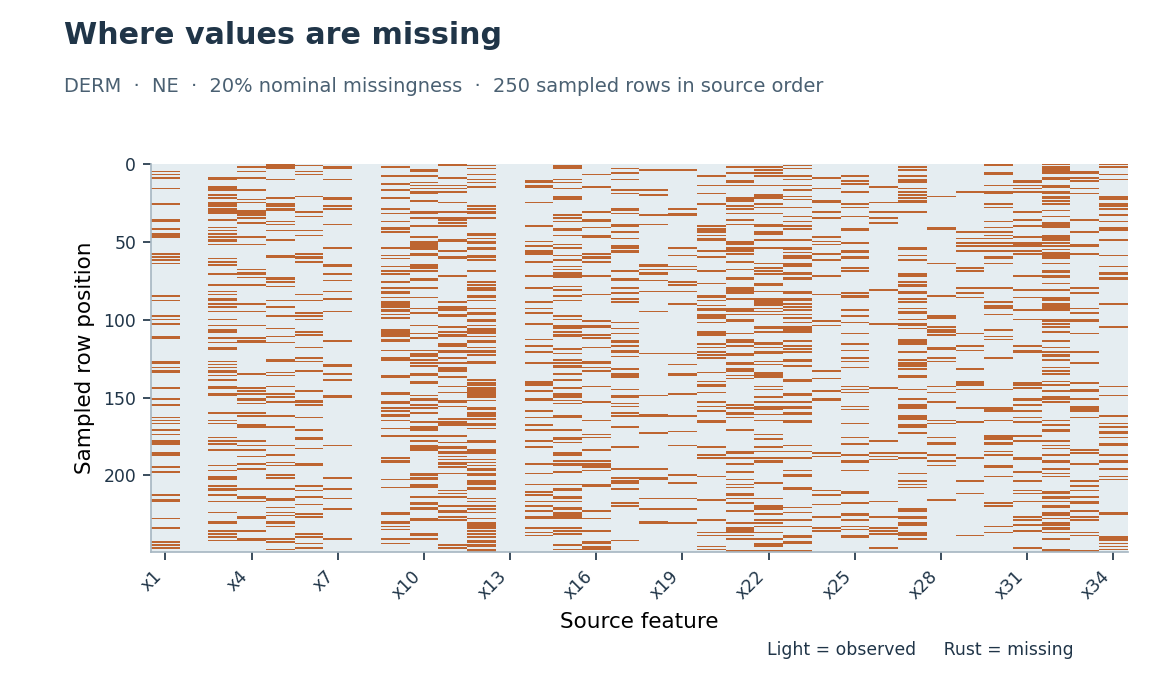 Where values are missing
DERM · NE · 20% nominal missingness · 250 sampled rows in source order
0
50
100
150
200
Sampled row position
x1 x4 x7 x10 x13 x16 x19 x22 x25 x28 x31 x34
Source feature
Light = observed Rust = missing